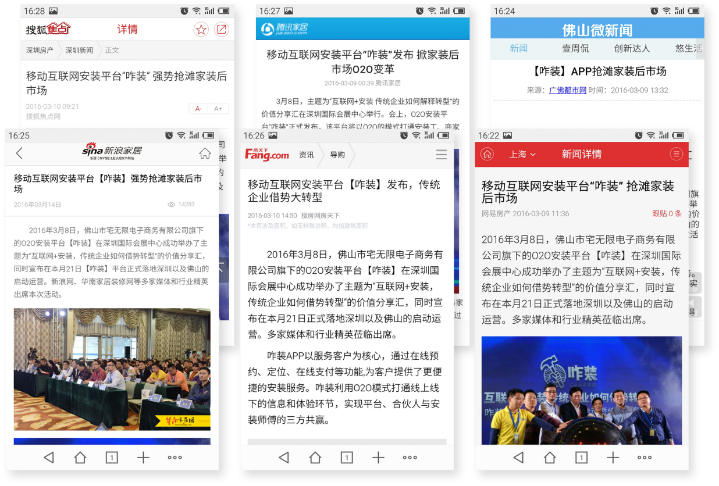 16:28
搜狐焦点
详情
深圳房产
深圳新闻
正文
移动互联网安装平台“咋装“ 强势抢滩家装后
市场
2016-03-10 09:21
搜狐焦点网
A-
A+
16:27
腾讯家居
移动互联网安装平台“咋装”发布 掀家装后
市场O2O变革
2016-03-09 00:39 腾讯家居
3月8日，主题为“互联网+安装 传统企业如何解释转型”的
价值分享汇在深圳国际会展中心举行。会上，O2O安装平
台“咋装”正式发布，该平台将以O2O的模式打通安装工、商家
16:24
佛山微新闻
新闻
壹周侃
创新达人
悠生活
【咋装】APP抢滩家装后市场
来源：广佛都市网 时间：2016-03-09 13:32
16:25
sina 新浪家居
移动互联网安装平台【咋装】强势抢滩家装后市
场
2016年03月14日
2016年3月8日，佛山市宅无限电子商务有限公司旗下
的O2O安装平台【咋装】在深圳国际会展中心成功举办了主
题为“互联网+安装，传统企业如何借势转型”的价值分享汇，
同时宣布在本月21日【咋装】平台正式落地深圳以及佛山的
启动运营。新浪网、华南家居装修网等多家媒体和行业精英
出席本次活动。
1
16:26
房天下
Fang.com
资讯
导购
移动互联网安装平台【咋装】发布，传统
企业借势大转型
2016-03-10 14:50 搜房网房天下
2016年3月8日，佛山市宅无限电子商务有
限公司旗下的O2O安装平台【咋装】在深圳国
际会展中心成功举办了主题为“互联网+安装，
传统企业如何借势转型”的价值分享汇，同时宣
布在本月21日正式落地深圳以及佛山的启动运
营。多家媒体和行业精英莅临出席。
咋装APP以服务客户为核心，通过在线预
约、定位、在线支付等功能,为客户提供了更便
捷的安装服务。咋装利用O2O模式打通线上线
下的信息和体验环节，实现平台、合伙人与安
装师傅的三方共赢。
1
16:22
上海
新闻详情
移动互联网安装平台“咋装” 抢滩家装
后市场
网易房产 2016-03-09 11:36
跟贴 0 条
2016年3月8日，佛山市宅无限电子商务有限
公司旗下的O2O安装平台【咋装】在深圳国际
会展中心成功举办了主题为“互联网+安装，传
统企业如何借势转型”的价值分享汇，同时宣
布在本月21日正式落地深圳以及佛山的启动
运营。多家媒体和行业精英莅临出席。
咋装
1